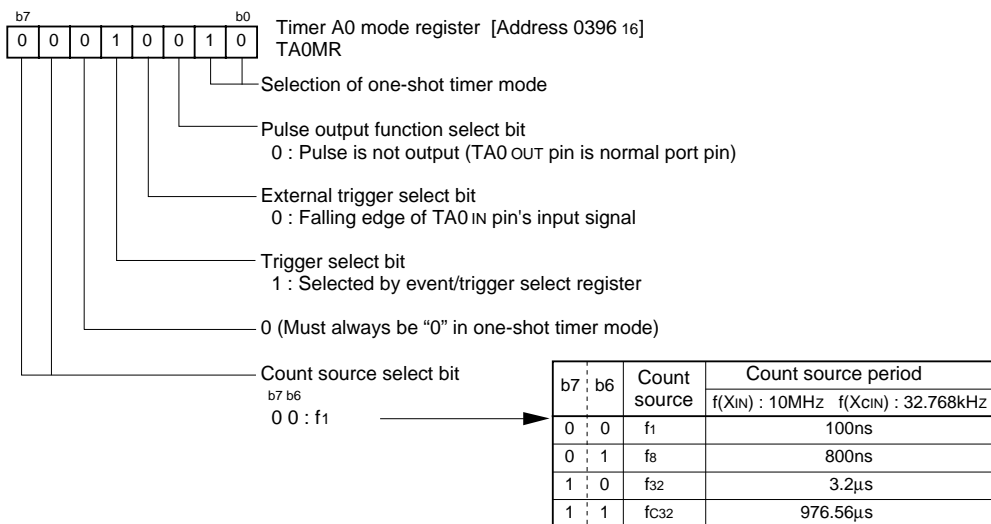 b7 b0
0 0 0 1 0 0 1 0
Timer A0 mode register [Address 0396 16]
TA0MR
Selection of one-shot timer mode
Pulse output function select bit
0 : Pulse is not output (TA0 OUT pin is normal port pin)
External trigger select bit
0 : Falling edge of TA0 IN pin's input signal
Trigger select bit
1 : Selected by event/trigger select register
0 (Must always be “0” in one-shot timer mode)
Count source select bit
b7 b6
0 0 : f1
b7 b6 Count source Count source period
f(XIN) : 10MHZ f(XCIN) : 32.768kHZ
0 0 f1 100ns
0 1 f8 800ns
1 0 f32 3.2µs
1 1 fC32 976.56µs